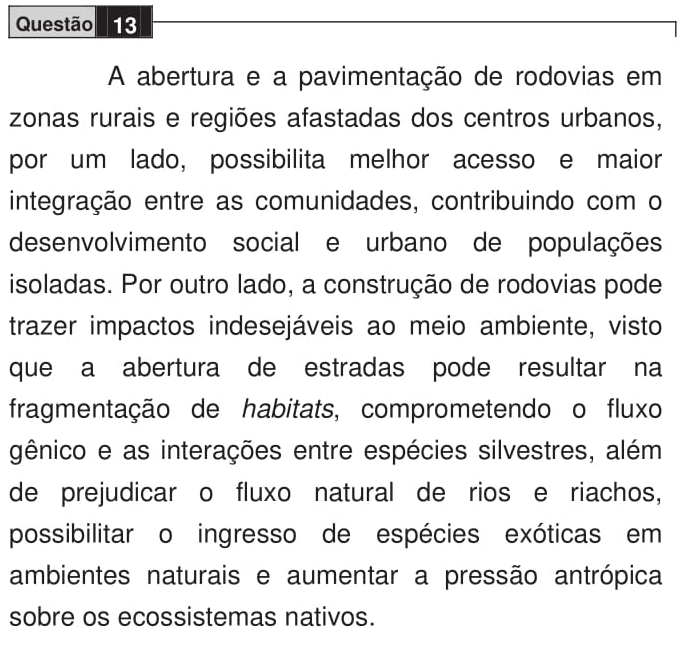 Questão 13
A abertura e a pavimentação de rodovias em
zonas rurais e regiões afastadas dos centros urbanos,
por um lado, possibilita melhor acesso e maior
integração entre as comunidades, contribuindo com o
desenvolvimento social e urbano de populações
isoladas. Por outro lado, a construção de rodovias pode
trazer impactos indesejáveis ao meio ambiente, visto
que a abertura de estradas pode resultar na
fragmentação de habitats, comprometendo o fluxo
gênico e as interações entre espécies silvestres, além
de prejudicar o fluxo natural de rios e riachos,
possibilitar o ingresso de espécies exóticas em
ambientes naturais e aumentar a pressão antrópica
sobre os ecossistemas nativos.